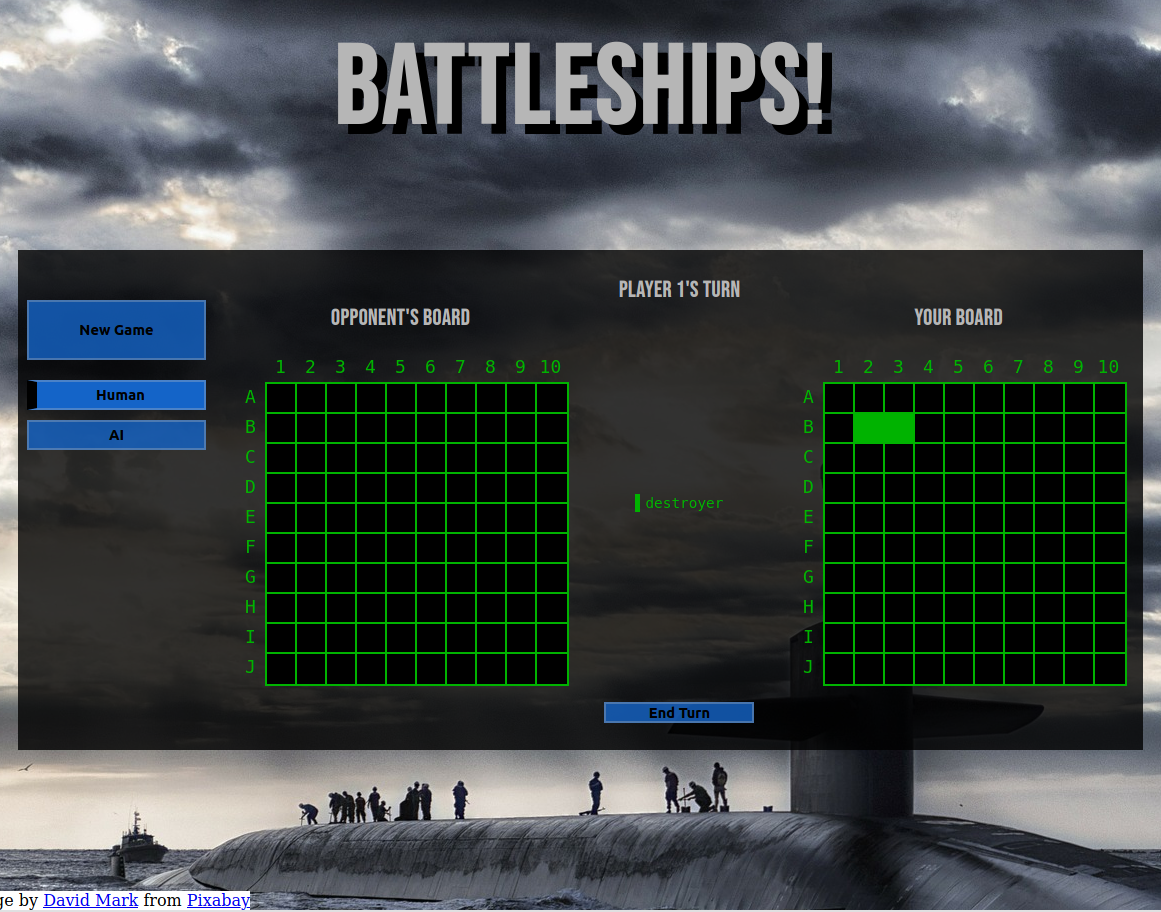 BATTLESHIPS!
PLAYER 1'S TURN
New Game
Human
AI
OPPONENT'S BOARD
1 2 3 4 5 6 7 8 9 10
A
B
C
D
E
F
G
H
I
J
destroyer
End Turn
YOUR BOARD
1 2 3 4 5 6 7 8 9 10
A
B
C
D
E
F
G
H
I
J
ge by David Mark from Pixabay